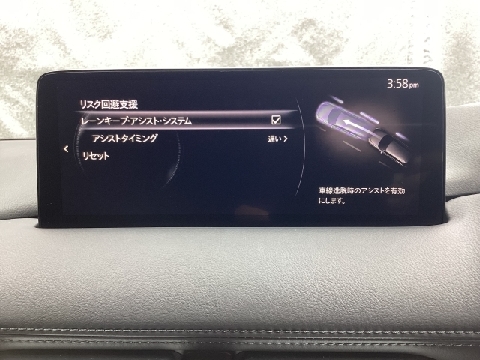 3:58pm
リスク回避支援
レーンキープ・アシスト・システム
アシストタイミング
遅い
リセット
車線逸脱時のアシストを有効
にします。